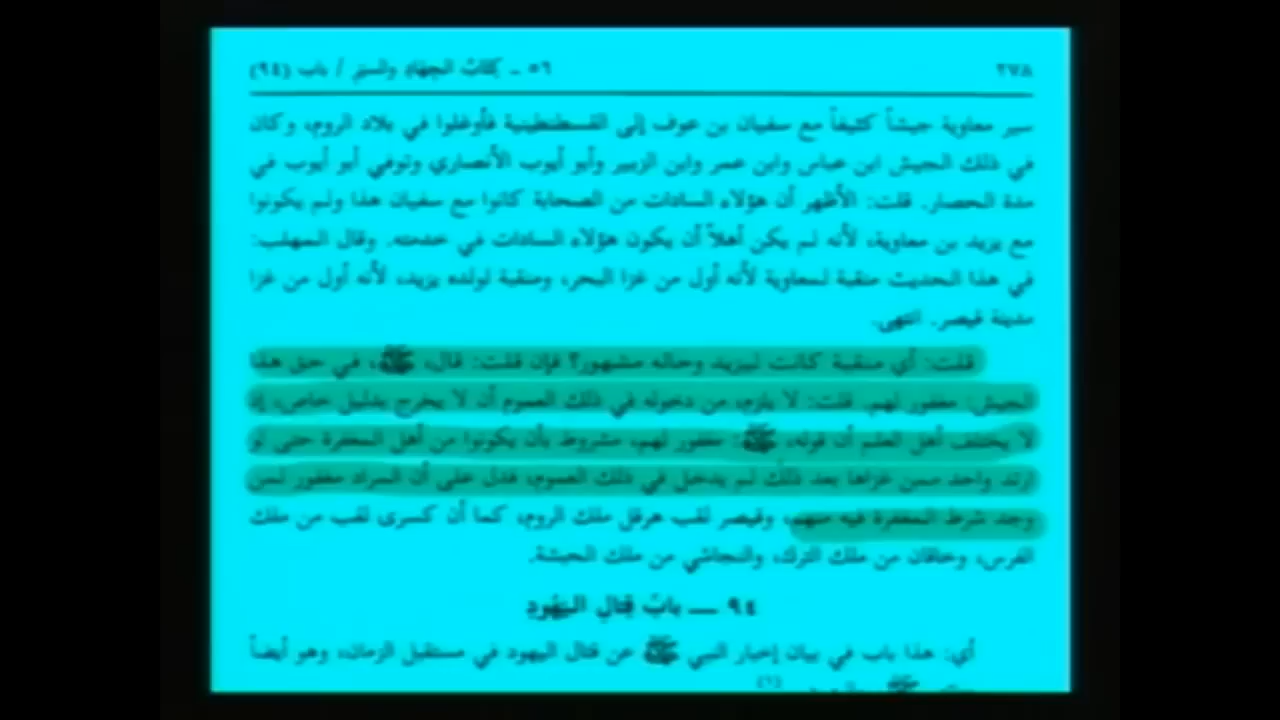 ٢٧٨ ٥٦ ـ كتابُ الجهادِ والسيرِ / باب (٩٤)
سير معاوية جيشاً كثيفاً مع سفيان بن عوف إلى القسطنطينية فأوغلوا في بلاد الروم، وكان
في ذلك الجيش ابن عباس وابن عمر وابن الزبير وأبو أيوب الأنصاري وتوفي أبو أيوب في
مدة الحصار. قلت: الأظهر أن هؤلاء السادات من الصحابة كانوا مع سفيان هذا ولم يكونوا
مع يزيد بن معاوية، لأنه لم يكن أهلاً أن يكون هؤلاء السادات في خدمته. وقال المهلب:
في هذا الحديث منقبة لمعاوية لأنه أول من غزا البحر، ومنقبة لولده يزيد، لأنه أول من غزا
مدينة قيصر. انتهى.
قلت: أي منقبة كانت ليزيد وحاله مشهور؟ فإن قلت: قال، ﷺ، في حق هذا
الجيش: مغفور لهم. قلت: لا يلزم، من دخوله في ذلك العموم أن لا يخرج بدليل خاص، إذ
لا يختلف أهل العلم أن قوله، ﷺ: مغفور لهم، مشروط بأن يكونوا من أهل المغفرة حتى لو
ارتد واحد ممن غزاها بعد ذلك لم يدخل في ذلك العموم، فدل على أن المراد مغفور لمن
وجد شرط المغفرة فيه منهم، وقيصر لقب هرقل ملك الروم، كما أن كسرى لقب من ملك
الفرس، وخاقان من ملك الترك، والنجاشي من ملك الحبشة.
٩٤ ـــ بابُ قِتالِ اليَهُودِ
أي: هذا باب في بيان إخبار النبي ﷺ عن قتال اليهود في مستقبل الزمان، وهو أيضاً
(١)